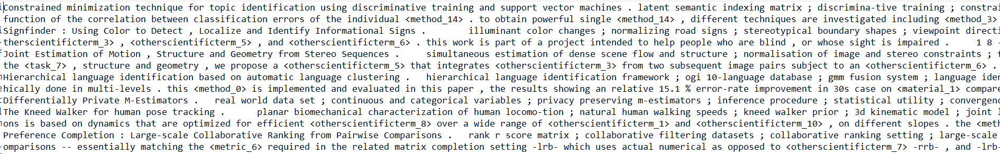 Constrained minimization technique for topic identification using discriminative training and support vector machines . latent semantic indexing matrix ; discrimina-tive training ; constrai
function of the correlation between classification errors of the individual <method_14> . to obtain powerful single <method_14> , different techniques are investigated including <method_3>
Signfinder : Using Color to Detect , Localize and Identify Informational Signs . illuminant color changes ; normalizing road signs ; stereotypical boundary shapes ; viewpoint directi
therscientificterm_3> , <otherscientificterm_5> , and <otherscientificterm_6> . this work is part of a project intended to help people who are blind , or whose sight is impaired . 1 8 -
Joint Estimation of Motion , Structure and Geometry from Stereo Sequences . simultaneous estimation of dense scene flow and structure ; normalisation of image and stereo constraints ; f
the <task_7> , structure and geometry , we propose a <otherscientificterm_5> that integrates <otherscientificterm_3> from two subsequent image pairs subject to an <otherscientificterm_6> .
Hierarchical language identification based on automatic language clustering . hierarchical language identification framework ; ogi 10-language database ; gmm fusion system ; language iden
hically done in multi-levels . this <method_0> is implemented and evaluated in this paper , the results showing an relative 15.1 % error-rate improvement in 30s case on <material_1> compare
Differentially Private M-Estimators . real world data set ; continuous and categorical variables ; privacy preserving m-estimators ; inference procedure ; statistical utility ; convergenc
The Kneed Walker for human pose tracking . planar biomechanical characterization of human locomo-tion ; natural human walking speeds ; kneed walker prior ; 3d kinematic model ; joint l
ons is based on dynamics that are optimized for efficient <otherscientificterm_8> over a wide range of <otherscientificterm_1> and <otherscientificterm_10> , on different slopes . the <meth
Preference Completion : Large-scale Collaborative Ranking from Pairwise Comparisons . rank r score matrix ; collaborative filtering datasets ; collaborative ranking setting ; large-scale
omparisons -- essentially matching the <metric_6> required in the related matrix completion setting -lrb- which uses actual numerical as opposed to <otherscientificterm_7> -rrb- , and -lrb-